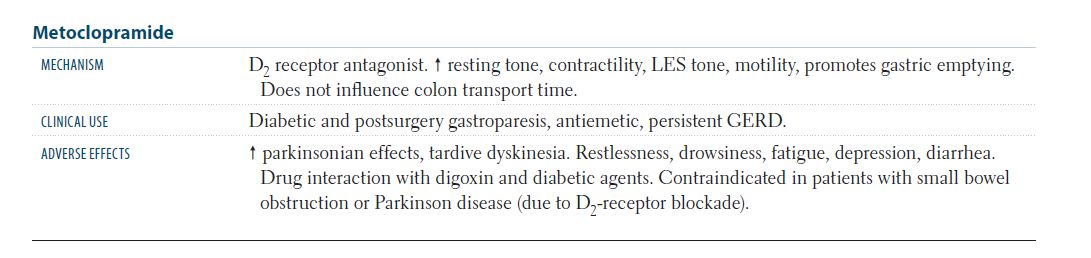 Metoclopramide
MECHANISM D₂ receptor antagonist. ↑ resting tone, contractility, LES tone, motility, promotes gastric emptying.
Does not influence colon transport time.
CLINICAL USE Diabetic and postsurgery gastroparesis, antiemetic, persistent GERD.
ADVERSE EFFECTS ↑ parkinsonian effects, tardive dyskinesia. Restlessness, drowsiness, fatigue, depression, diarrhea.
Drug interaction with digoxin and diabetic agents. Contraindicated in patients with small bowel
obstruction or Parkinson disease (due to D₂-receptor blockade).